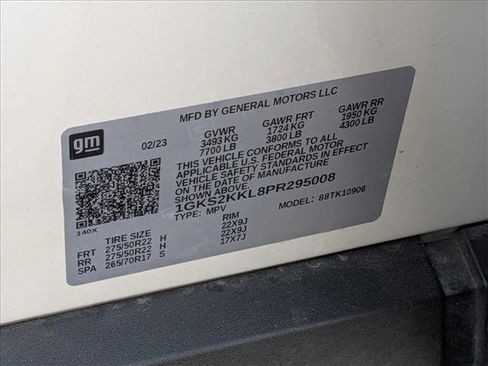 MFD BY GENERAL MOTORS LLC
gm
02/23 GVWR GAWR FRT GAWR RR
3493 KG 1724 KG 1950 KG
7700 LB 3800 LB 4300 LB
THIS VEHICLE CONFORMS TO ALL
APPLICABLE U.S. FEDERAL MOTOR
VEHICLE SAFETY STANDARDS IN EFFECT
ON THE DATE OF MANUFACTURE
SHOWN ABOVE.
1GKS2KKL8PR295008
TYPE: MPV MODEL: 88TK10906
140X
TIRE SIZE RIM
FRT 275/50R22 H 22X9J
RR 275/50R22 H 22X9J
SPA 265/70R17 S 17X7J